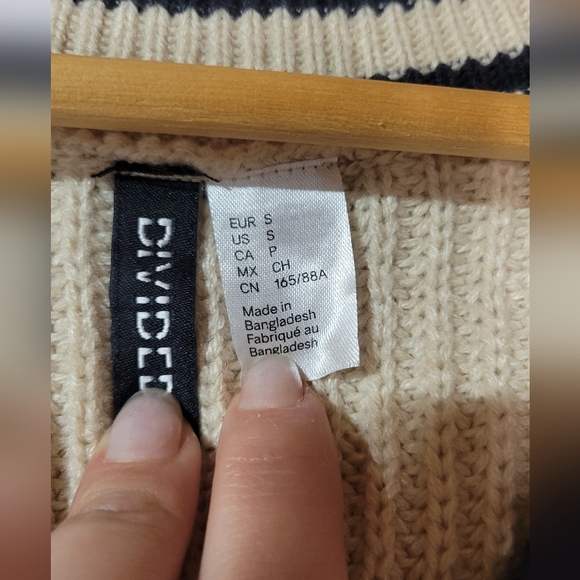 DIVIDED
EUR S
US S
CA P
MX CH
CN 165/88A
Made in
Bangladesh
Fabriqué au
Bangladesh